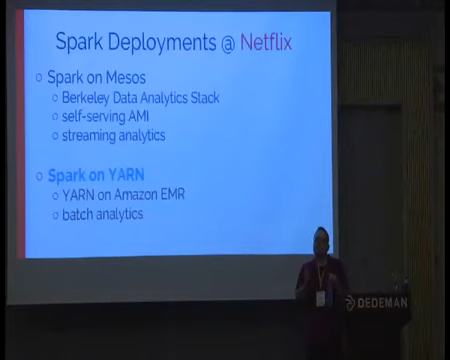 Spark Deployments @ Netflix
Spark on Mesos
Berkeley Data Analytics Stack
self-serving AMI
streaming analytics
Spark on YARN
YARN on Amazon EMR
batch analytics
DEDEMAN